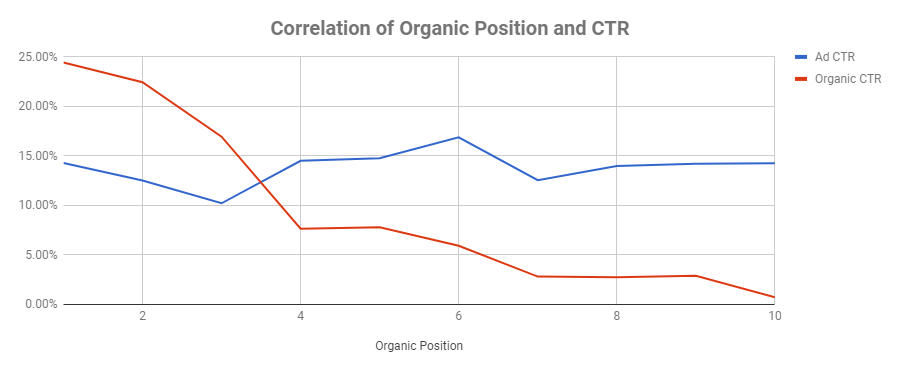 Correlation of Organic Position and CTR
25.00%
20.00%
15.00%
10.00%
5.00%
0.00%
2
4
6
8
10
Organic Position
Ad CTR
Organic CTR